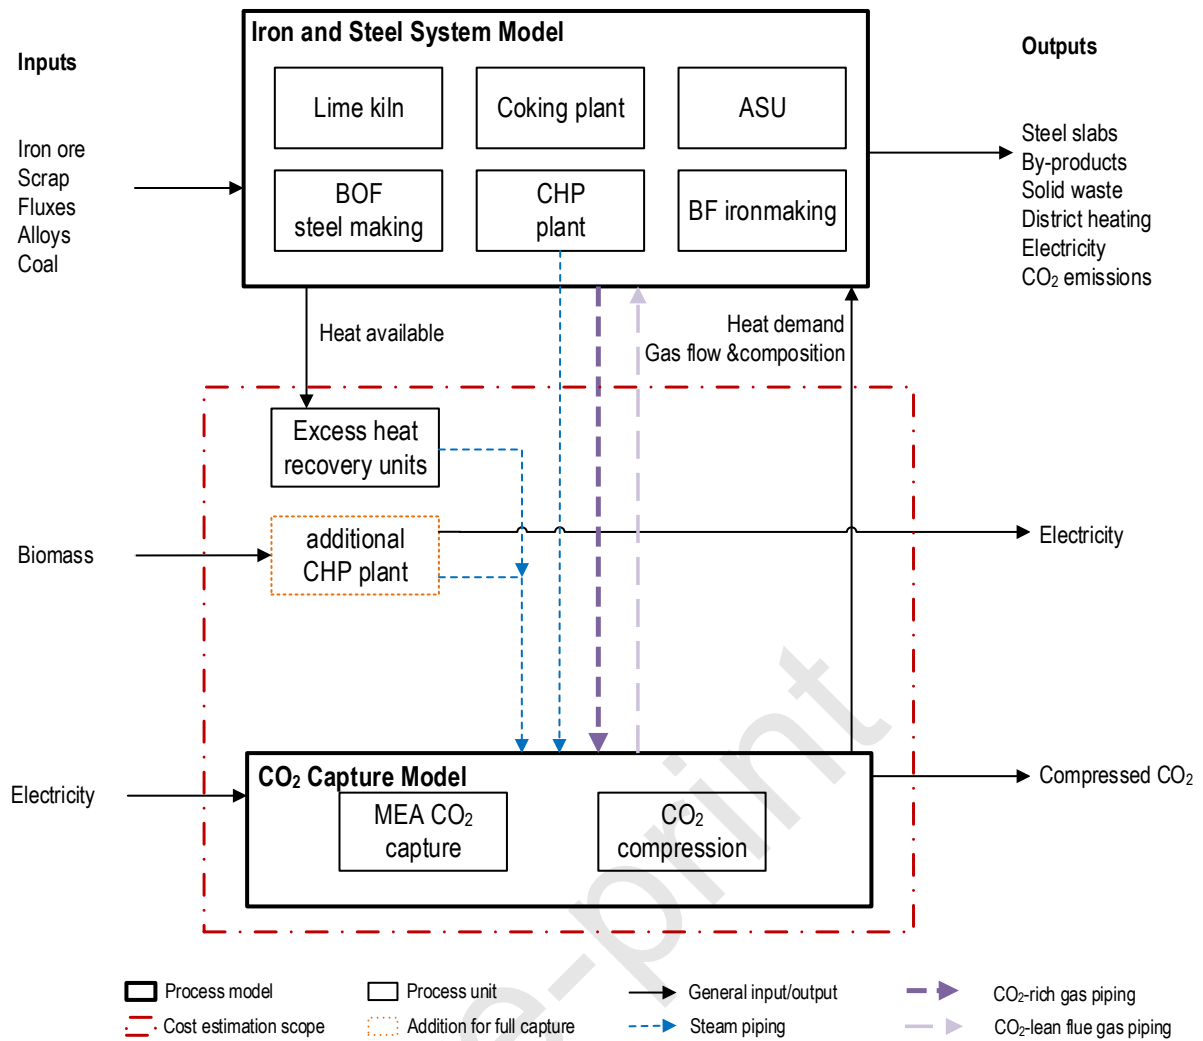 Iron and Steel System Model
Inputs
Outputs
Lime kiln
Coking plant
ASU
Iron ore
Scrap
Fluxes
Alloys
Coal
BOF
steel making
CHP
plant
BF ironmaking
Steel slabs
By-products
Solid waste
District heating
Electricity
CO₂ emissions
Heat available
Heat demand
Gas flow &composition
Excess heat
recovery units
Biomass
additional
CHP plant
Electricity
Electricity
CO₂ Capture Model
MEA CO₂
capture
CO₂
compression
Compressed CO₂
e-print
Process model
Process unit
General input/output
CO₂-rich gas piping
Cost estimation scope
Addition for full capture
Steam piping
CO₂-lean flue gas piping